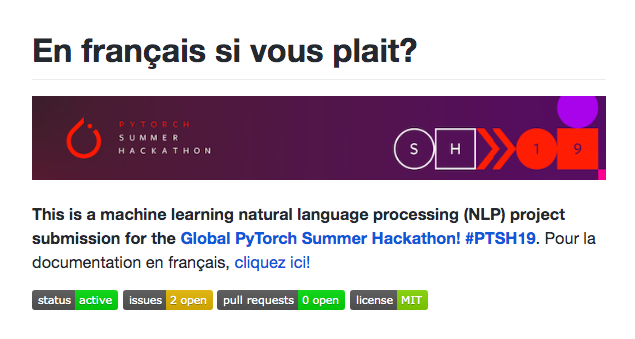 En français si vous plait?
PYTORCH
SUMMER
HACKATHON
S H 1 9
This is a machine learning natural language processing (NLP) project
submission for the Global PyTorch Summer Hackathon! #PTSH19. Pour la
documentation en français, cliquez ici!
status active issues 2 open pull requests 0 open license MIT